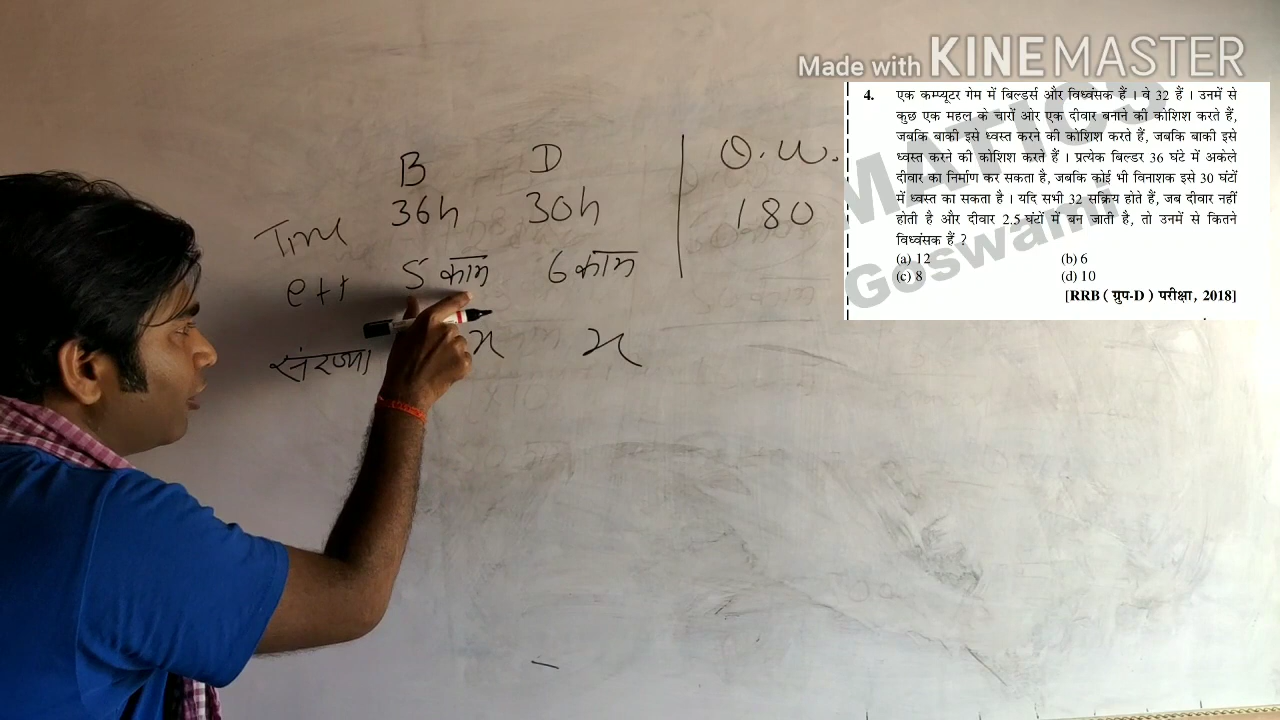 Made with KINEMASTER
4. एक कम्प्यूटर गेम में बिल्डर्स और विध्वंसक हैं । वे 32 हैं । उनमें से
कुछ एक महल के चारों ओर एक दीवार बनाने की कोशिश करते हैं,
जबकि बाकी इसे ध्वस्त करने की कोशिश करते हैं, जबकि बाकी इसे
ध्वस्त करने की कोशिश करते हैं । प्रत्येक बिल्डर 36 घंटे में अकेले
दीवार का निर्माण कर सकता है, जबकि कोई भी विनाशक इसे 30 घंटों
में ध्वस्त का सकता है । यदि सभी 32 सक्रिय होते हैं, जब दीवार नहीं
होती है और दीवार 2.5 घंटों में बन जाती है, तो उनमें से कितने
विध्वंसक हैं ?
(a) 12 (b) 6
(c) 8 (d) 10
[RRB ( ग्रुप-D ) परीक्षा, 2018]
MATICS
Goswami
B D O.W.
Time 36h 30h 180
eff 5 काम 6 काम
संख्या x x